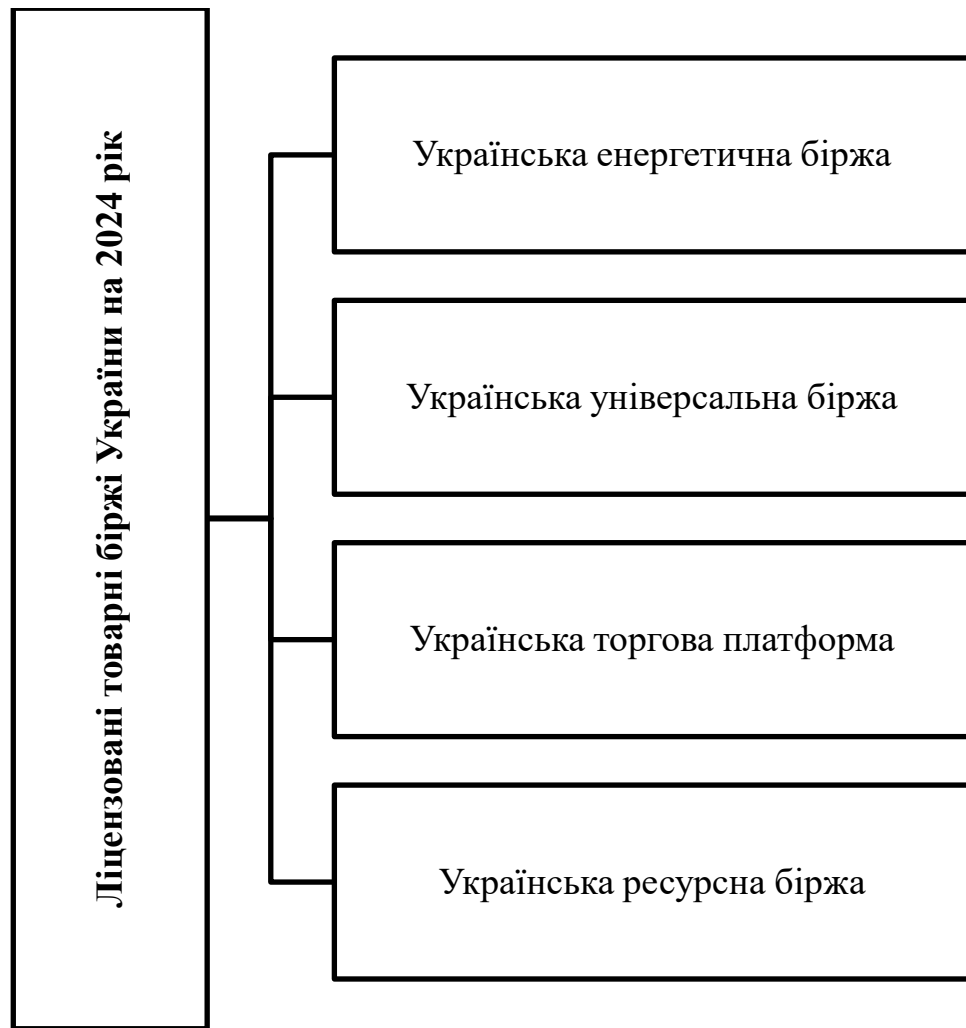 Ліцензовані товарні біржі України на 2024 рік
Українська енергетична біржа
Українська універсальна біржа
Українська торгова платформа
Українська ресурсна біржа